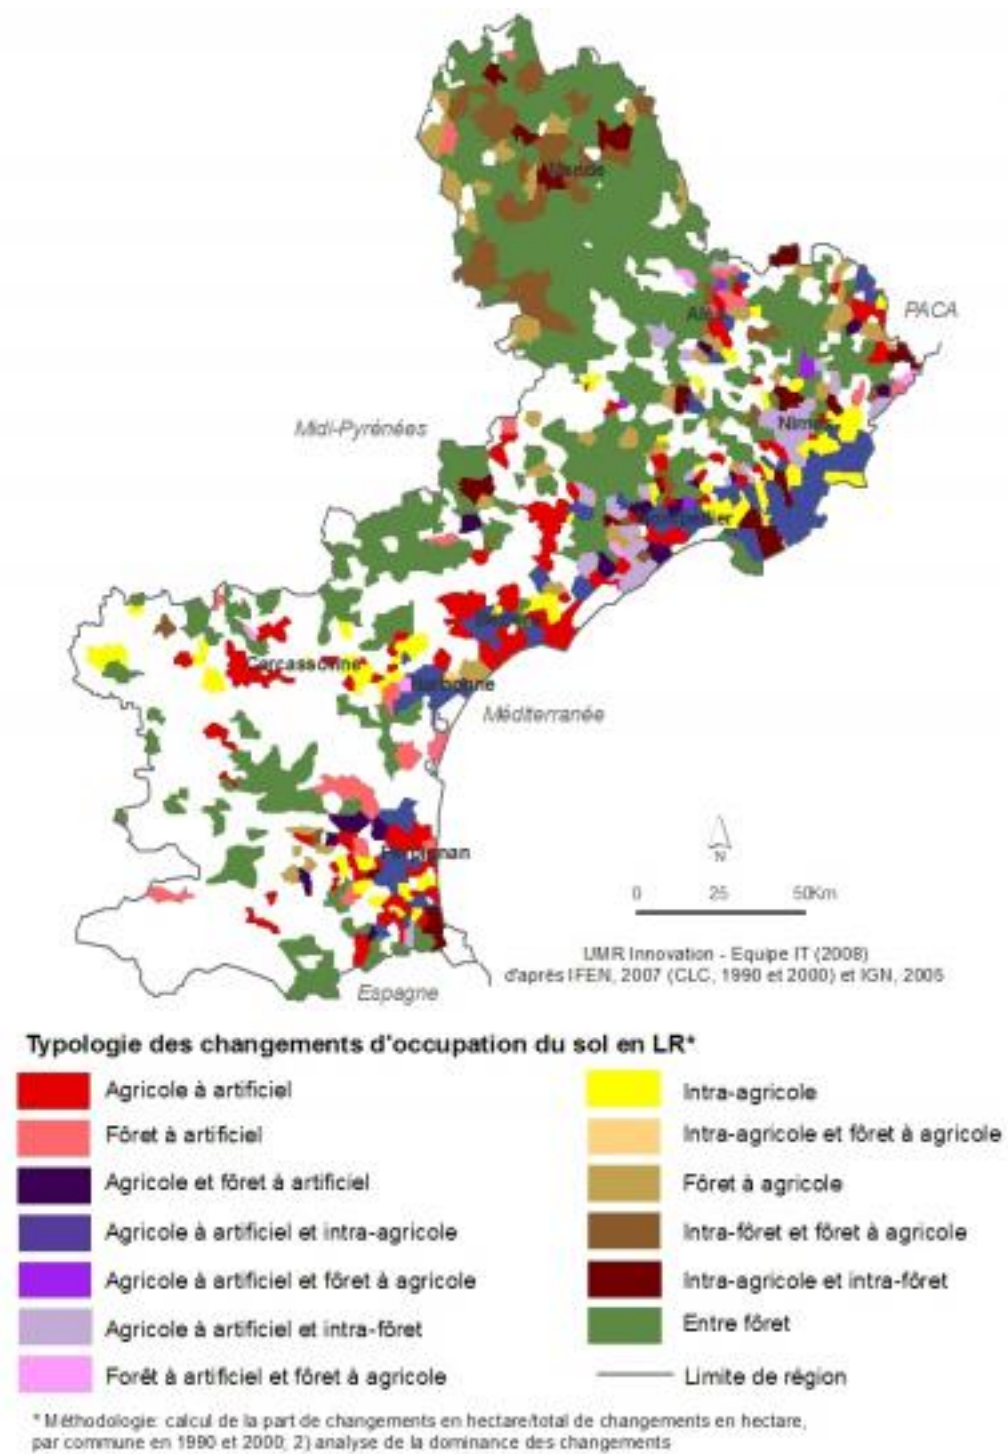 Mende
PACA
Alès
Midi-Pyrénées
Nîmes
Carcassonne
Narbonne
Méditerranée
Perpignan
N
0 25 50Km
UMR Innovation - Equipe IT (2008)
d'après IFEN, 2007 (CLC, 1990 et 2000) et IGN, 2005
Espagne
Typologie des changements d'occupation du sol en LR*
Agricole à artificiel
Fôret à artificiel
Agricole et fôret à artificiel
Agricole à artificiel et intra-agricole
Agricole à artificiel et fôret à agricole
Agricole à artificiel et intra-fôret
Forêt à artificiel et fôret à agricole
Intra-agricole
Intra-agricole et fôret à agricole
Fôret à agricole
Intra-fôret et fôret à agricole
Intra-agricole et intra-fôret
Entre fôret
Limite de région
* Méthodologie: calcul de la part de changements en hectare/total de changements en hectare,
par commune en 1990 et 2000; 2) analyse de la dominance des changements